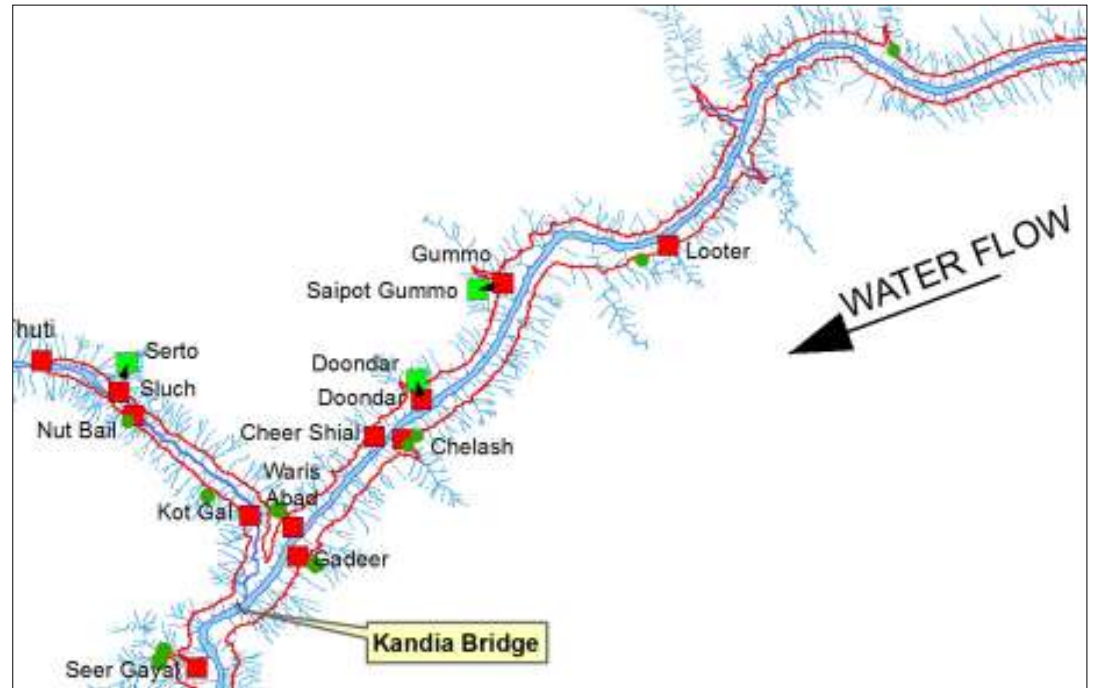 Gummo
Looter
WATER FLOW
Saipot Gummo
Serto
Doondar
Sluch
Doondar
Nut Bail
Cheer Shial
Chelash
Waris
Abad
Kot Gal
Gadeer
Kandia Bridge
Seer Gayal